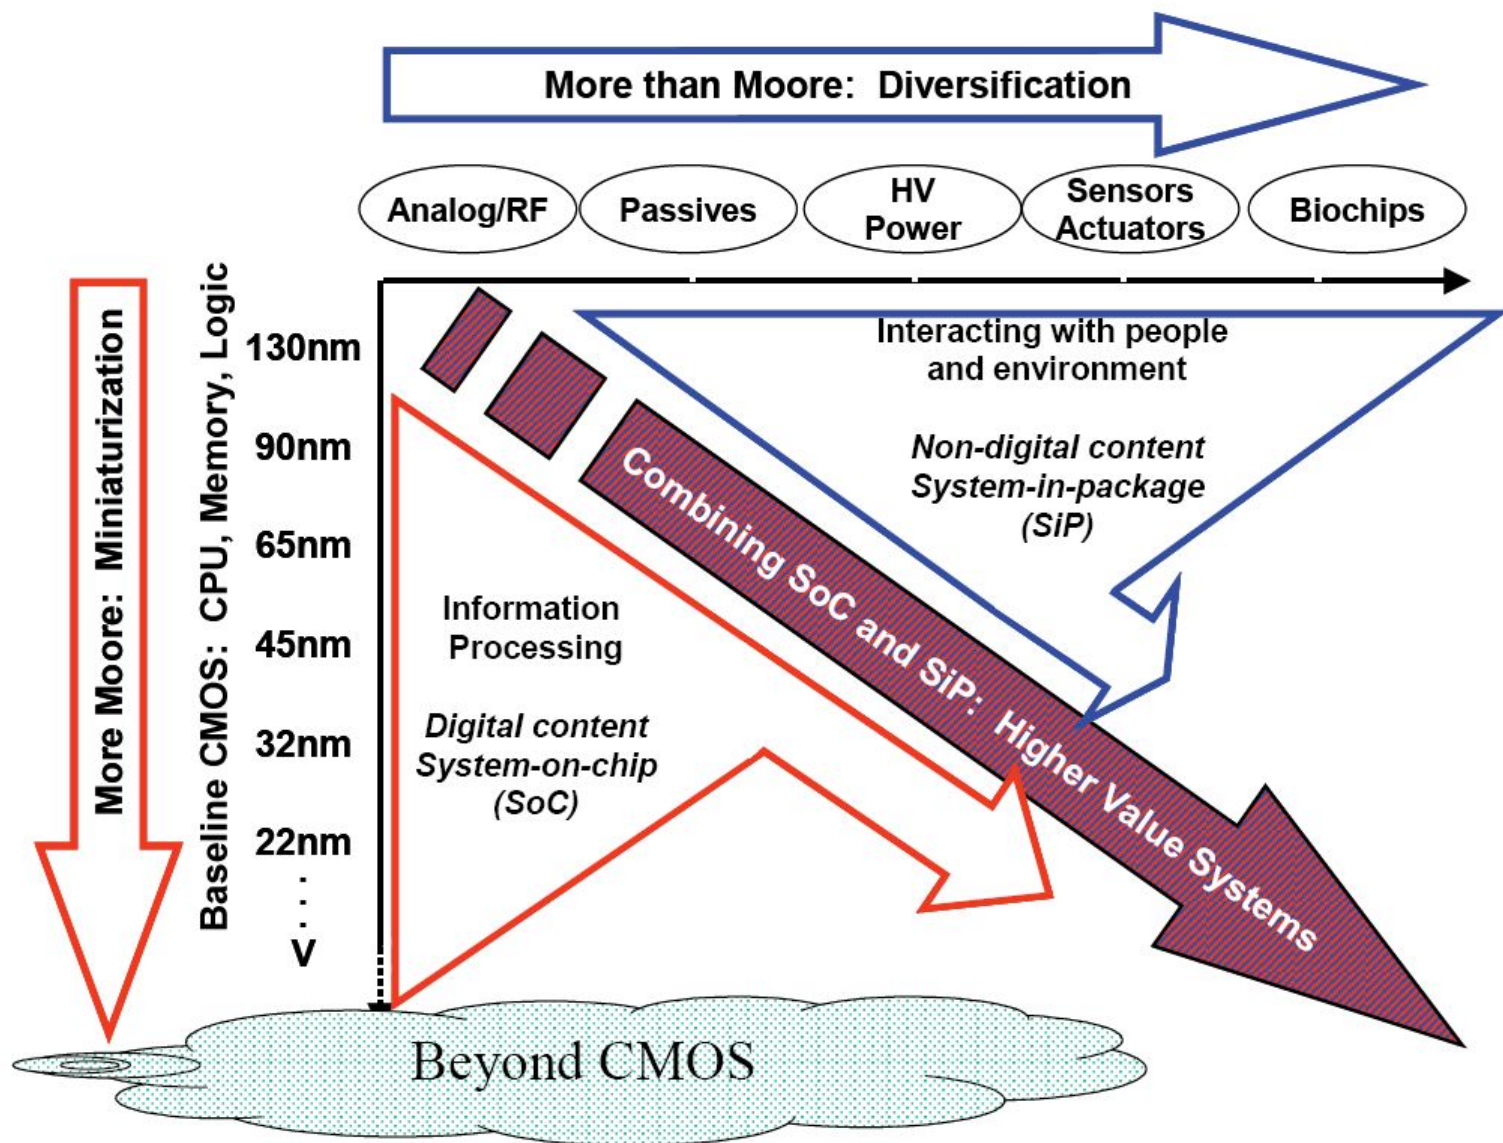 More than Moore: Diversification
Analog/RF
Passives
HV
Power
Sensors
Actuators
Biochips
More Moore: Miniaturization
Baseline CMOS: CPU, Memory, Logic
130nm
90nm
65nm
45nm
32nm
22nm
.
.
.
V
Interacting with people
and environment
Non-digital content
System-in-package
(SiP)
Combining SoC and SiP: Higher Value Systems
Information
Processing
Digital content
System-on-chip
(SoC)
Beyond CMOS